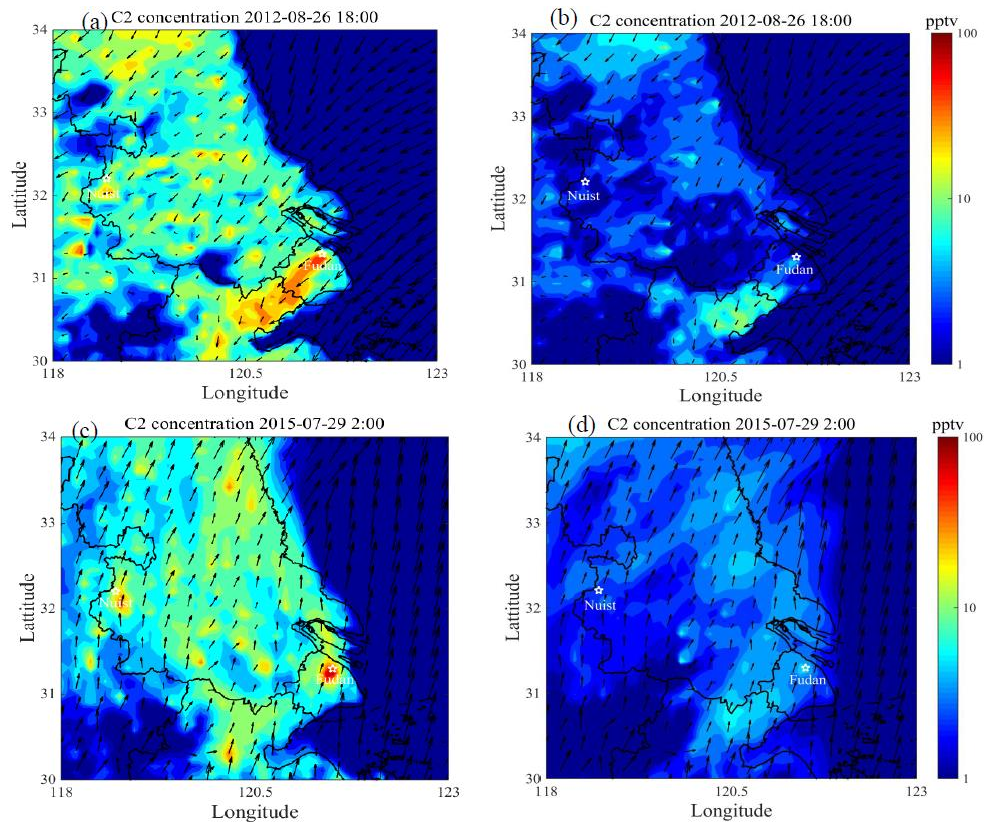 (a) C2 concentration 2012-08-26 18:00
34
33
32
31
30
118
120.5
123
Lattitude
Longitude
Nuist
Fudan
(b) C2 concentration 2012-08-26 18:00
34
33
32
31
30
118
120.5
123
Lattitude
Longitude
Nuist
Fudan
pptv
100
10
1
(c) C2 concentration 2015-07-29 2:00
34
33
32
31
30
118
120.5
123
Lattitude
Longitude
Nuist
Fudan
(d) C2 concentration 2015-07-29 2:00
34
33
32
31
30
118
120.5
123
Lattitude
Longitude
Nuist
Fudan
pptv
100
10
1